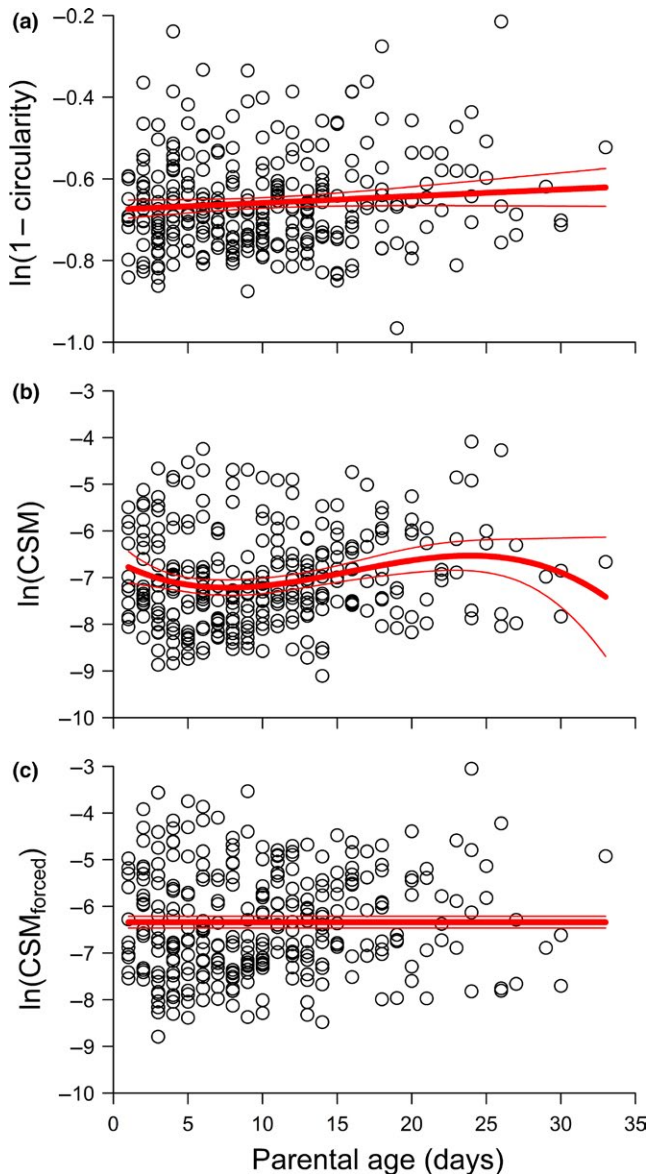 (a)
ln(1 – circularity)
–0.2
–0.4
–0.6
–0.8
–1.0
(b)
ln(CSM)
–3
–4
–5
–6
–7
–8
–9
–10
(c)
ln(CSMforced)
–3
–4
–5
–6
–7
–8
–9
–10
0 5 10 15 20 25 30 35
Parental age (days)